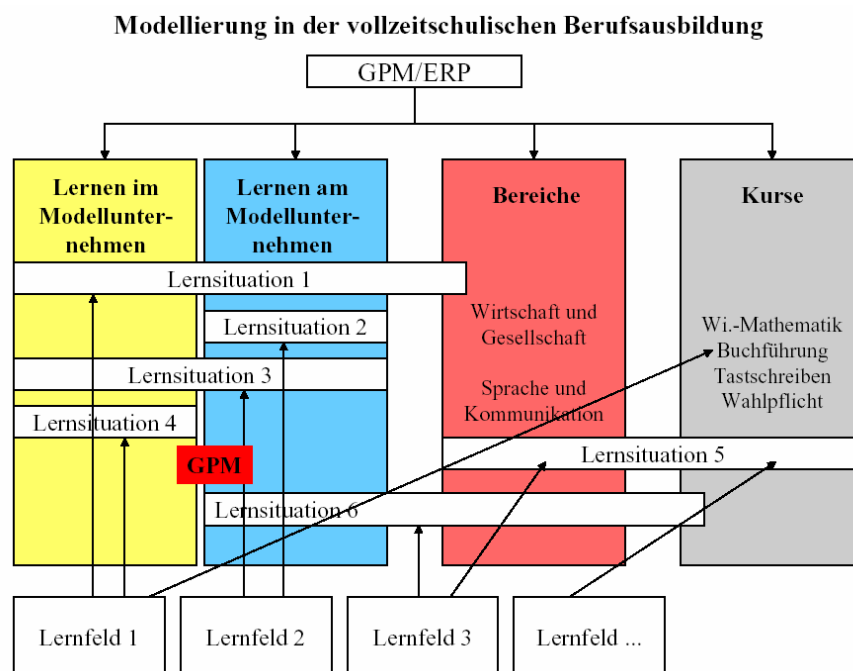 Modellierung in der vollzeitschulischen Berufsausbildung
GPM/ERP
Lernen im
Modellunter-
nehmen
Lernen am
Modellunter-
nehmen
Bereiche
Kurse
Lernsituation 1
Wirtschaft und
Gesellschaft
Sprache und
Kommunikation
Wi.-Mathematik
Buchführung
Tastschreiben
Wahlpflicht
Lernsituation 2
Lernsituation 3
Lernsituation 4
GPM
Lernsituation 5
Lernsituation 6
Lernfeld 1
Lernfeld 2
Lernfeld 3
Lernfeld ...